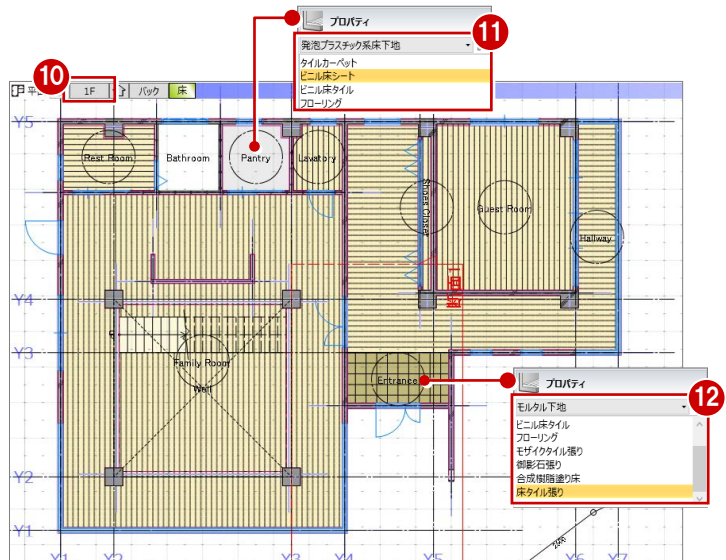 プロパティ
11
発泡プラスチック系床下地
タイルカーペット
ビニル床シート
ビニル床タイル
フローリング
10
1F
バック
床
Y5
Rest Room
Bathroom
Pantry
Lavatory
Shoes Closet
Guest Room
Hallway
断面1
Y4
Y3
Family Room
Well
Entrance
プロパティ
12
モルタル下地
ビニル床タイル
フローリング
モザイクタイル張り
御影石張り
合成樹脂塗り床
床タイル張り
Y2
Y1
Y1
Y2
Y3
Y4
Y5
Y6
Y7